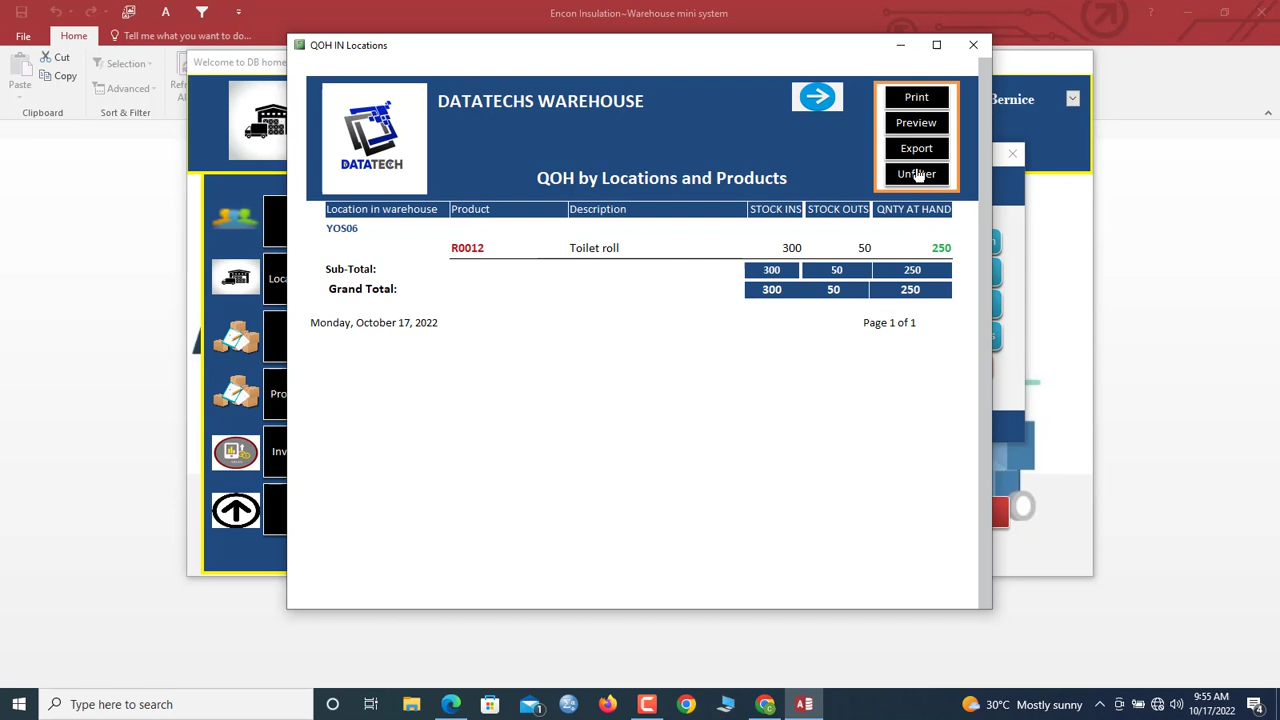 Encon Insulation~Warehouse mini system
File
Home
Tell me what you want to do...
Paste
Cut
Copy
Clipboard
Selection
Advanced
Sort & Filter
Welcome to DB home
Bernice
QOH IN Locations
DATATECH
DATATECHS WAREHOUSE
QOH by Locations and Products
Print
Preview
Export
Location in warehouse Product Description STOCK INS STOCK OUTS QNTY AT HAND
YOS06
R0012 Toilet roll 300 50 250
Sub-Total: 300 50 250
Grand Total: 300 50 250
Monday, October 17, 2022 Page 1 of 1
Type here to search
30°C Mostly sunny
9:55 AM
10/17/2022